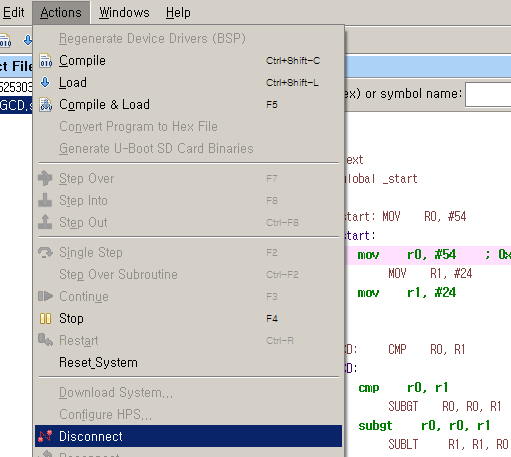 Edit Actions Windows Help
Regenerate Device Drivers (BSP)
Compile Ctrl+Shift-C
Load Ctrl+Shift-L
Compile & Load F5
Convert Program to Hex File
Generate U-Boot SD Card Binaries
Step Over F7
Step Into F8
Step Out Ctrl-F8
Single Step F2
Step Over Subroutine Ctrl-F2
Continue F3
Stop F4
Restart Ctrl-R
Reset System
Download System...
Configure HPS...
Disconnect
ct File
525303
GCD.s
ex) or symbol name:
ext
lobal _start
start: MOV R0, #54
start:
mov r0, #54 ; 0x
MOV R1, #24
mov r1, #24
CD: CMP R0, R1
CD:
cmp r0, r1
SUBGT R0, R0, R1
subgt r0, r0, r1
SUBLT R1, R1, R0